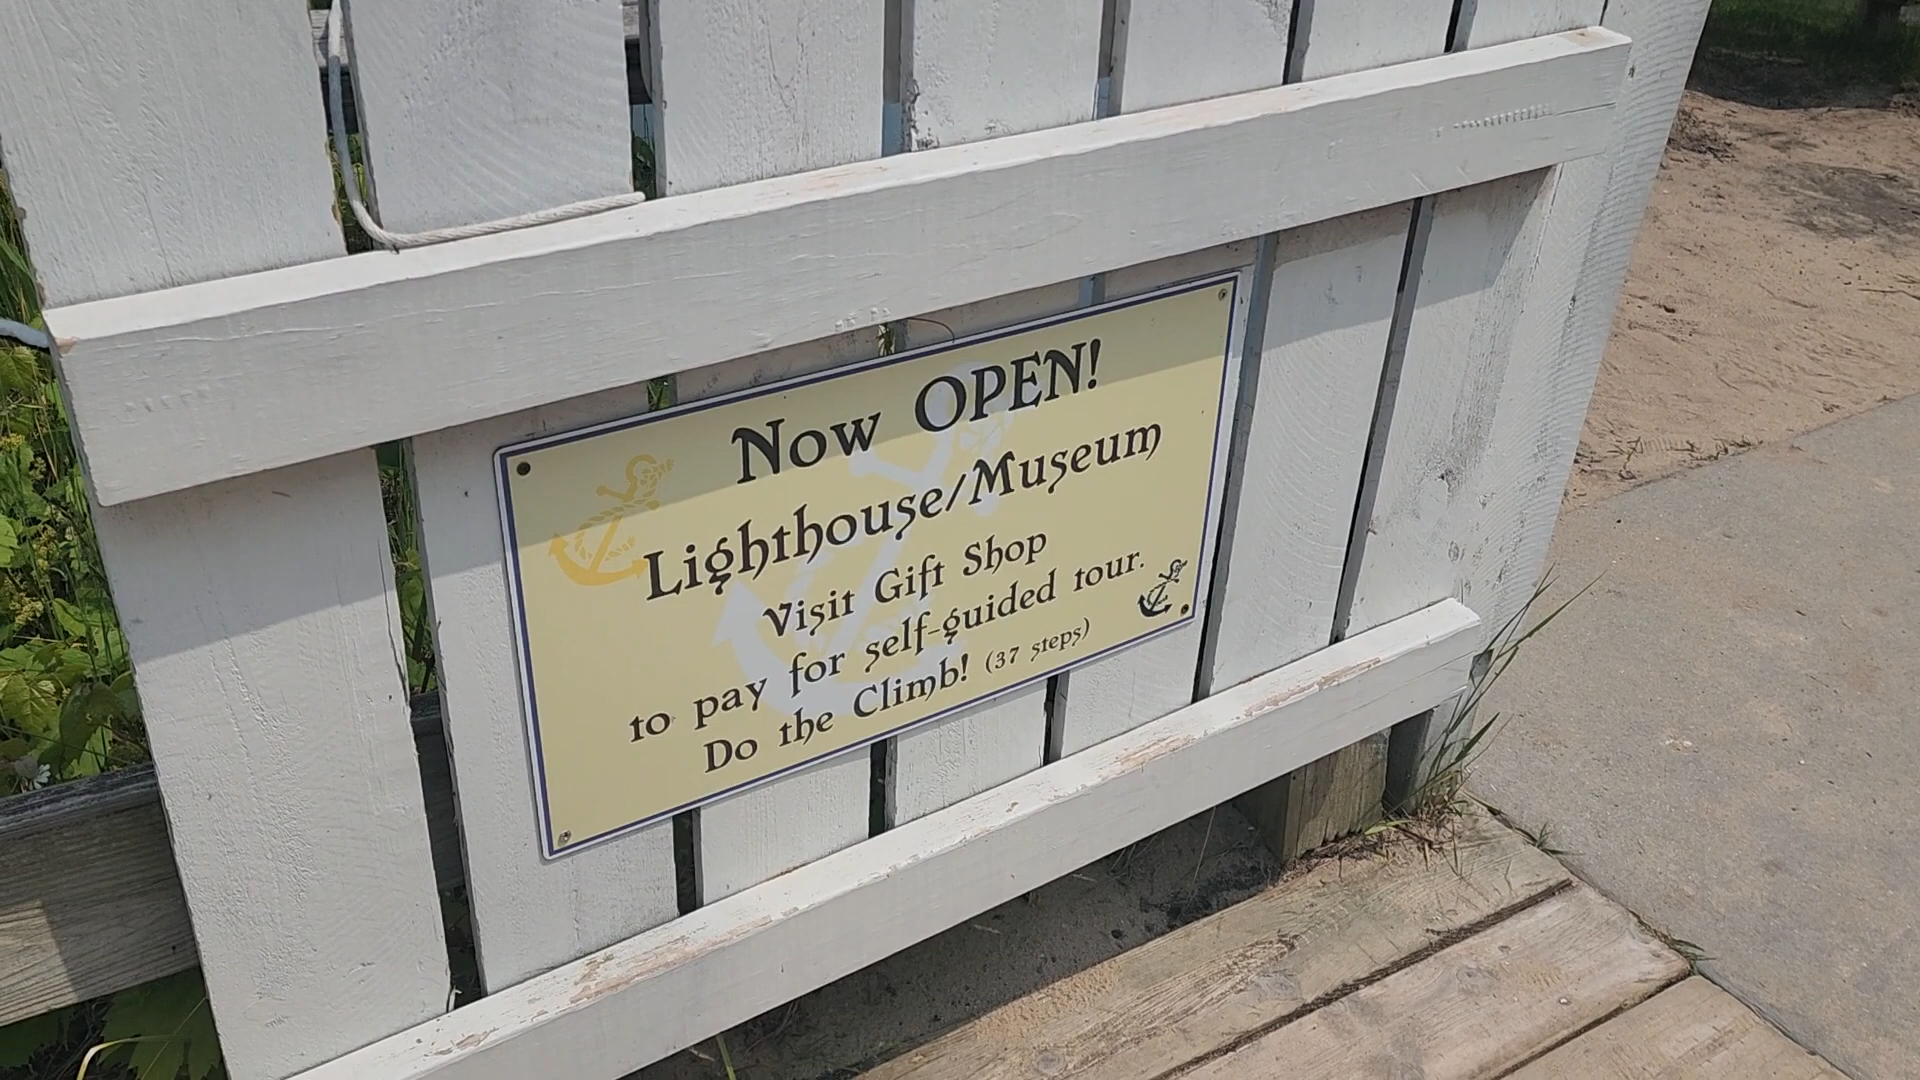 Now OPEN!
Lighthouse/Museum
Visit Gift Shop
to pay for self-guided tour.
Do the Climb! (37 steps)